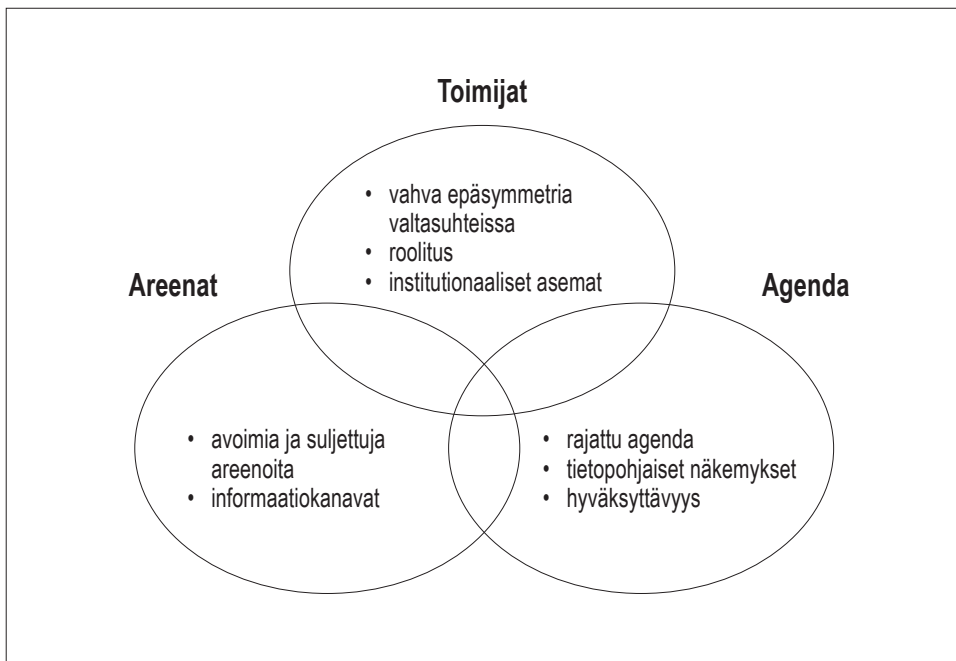 Toimijat
• vahva epäsymmetria
valtasuhteissa
• roolitus
• institutionaaliset asemat
Areenat
Agenda
• avoimia ja suljettuja
areenoita
• informaatiokanavat
• rajattu agenda
• tietopohjaiset näkemykset
• hyväksyttävyys